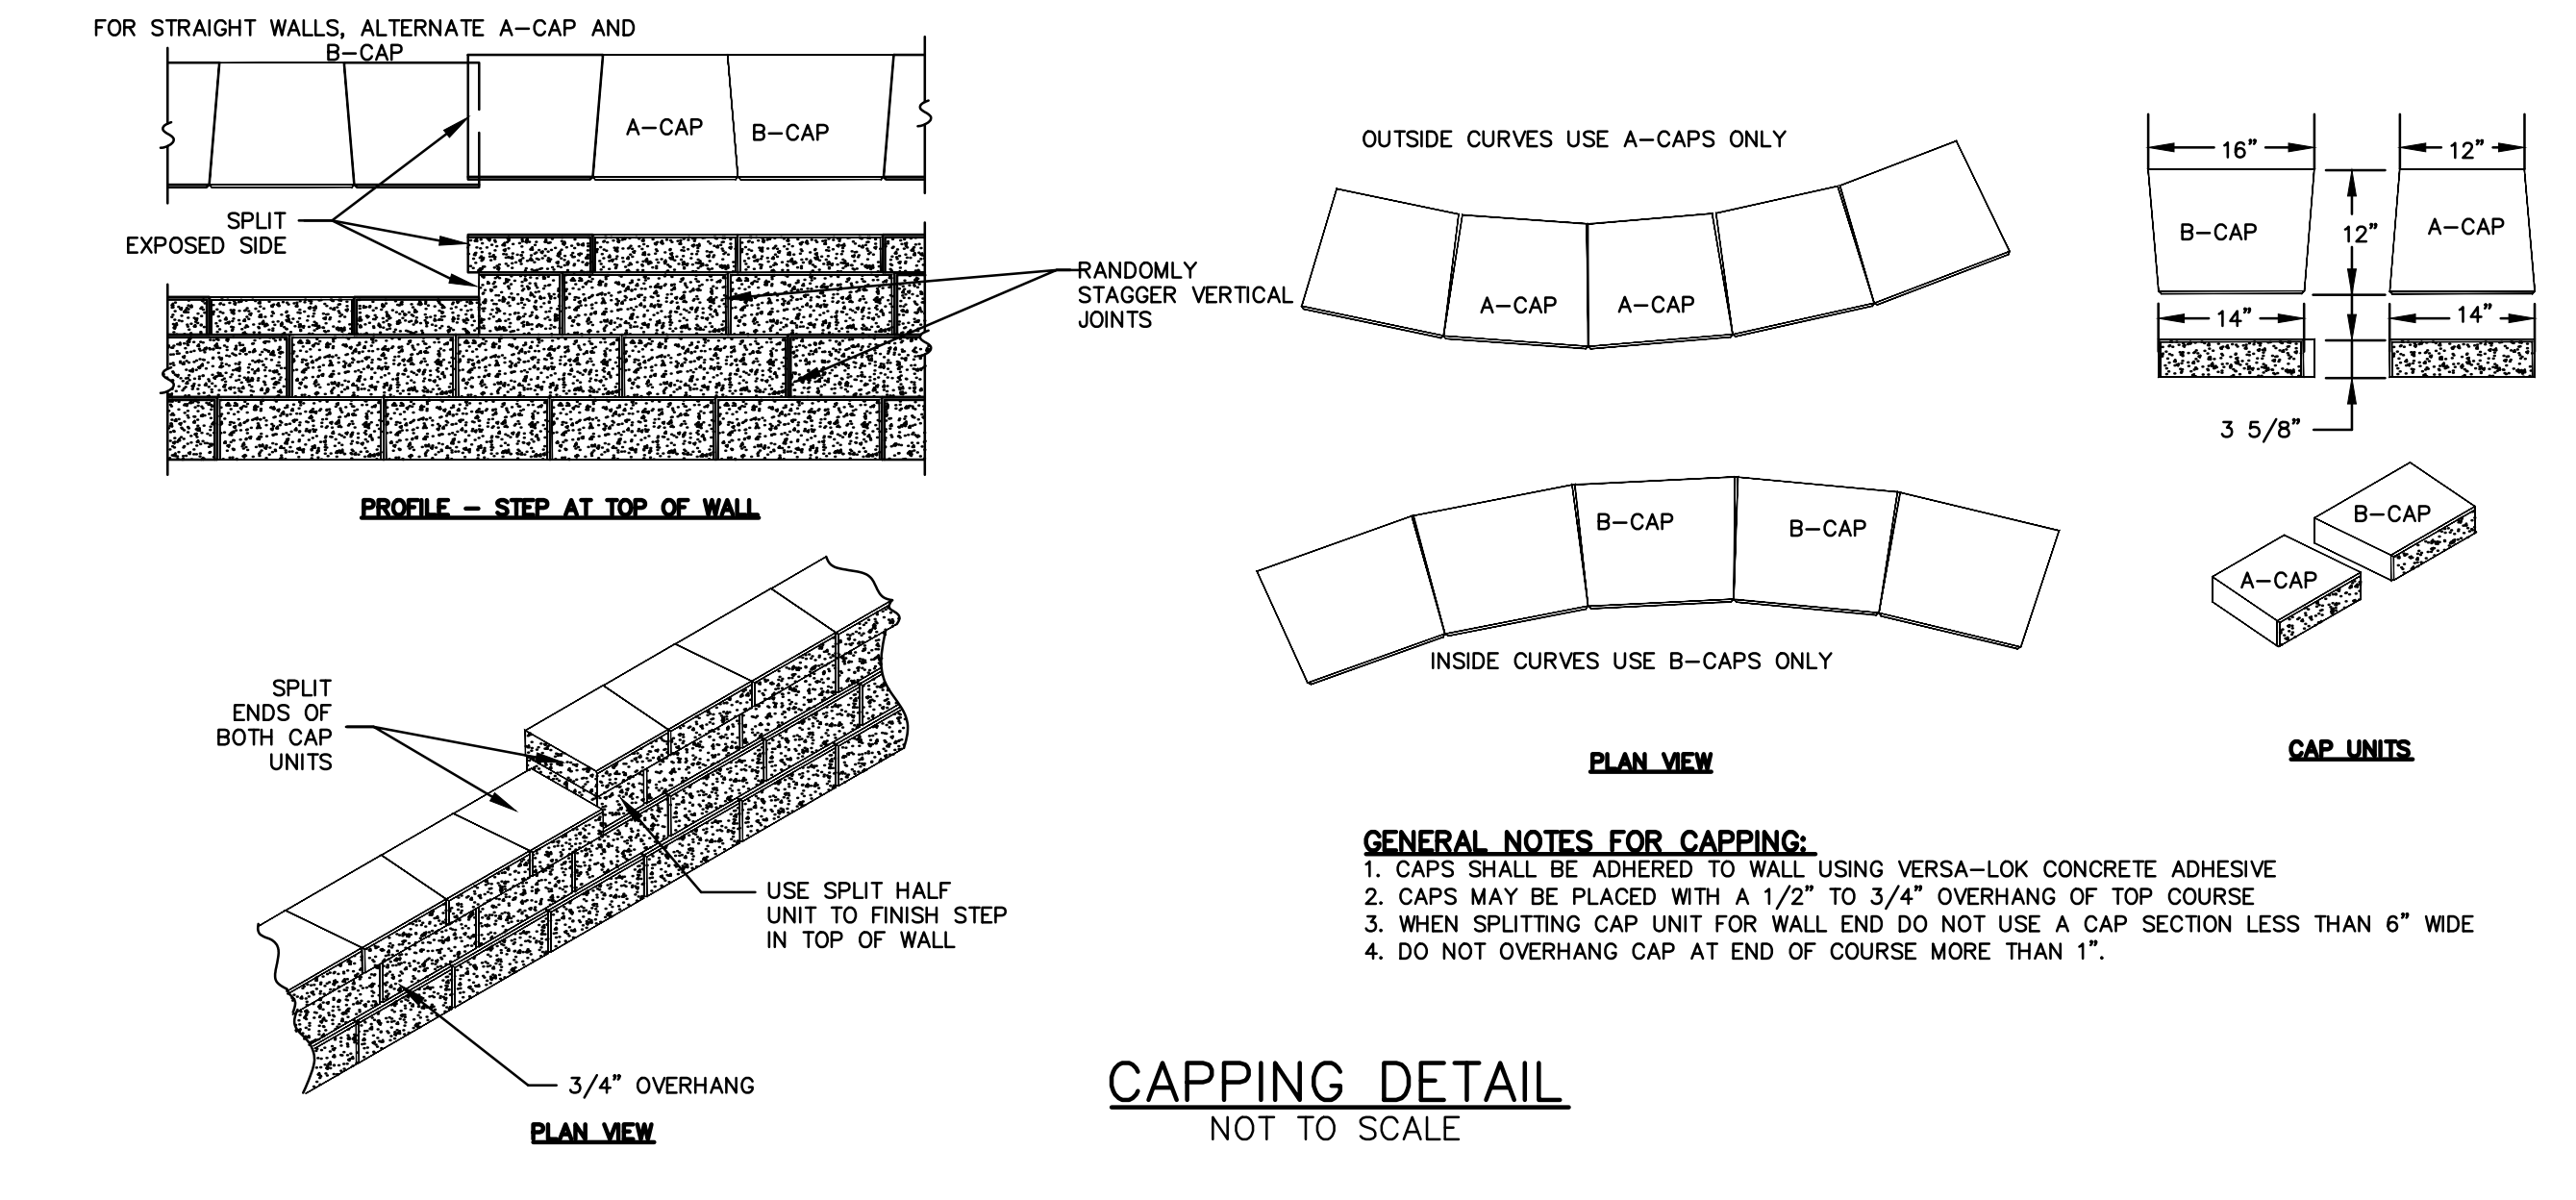 FOR STRAIGHT WALLS, ALTERNATE A-CAP AND
B-CAP
A-CAP
B-CAP
SPLIT
EXPOSED SIDE
RANDOMLY
STAGGER VERTICAL
JOINTS
PROFILE - STEP AT TOP OF WALL
OUTSIDE CURVES USE A-CAPS ONLY
A-CAP
A-CAP
B-CAP
B-CAP
INSIDE CURVES USE B-CAPS ONLY
PLAN VIEW
16"
12"
B-CAP
12"
A-CAP
14"
14"
3 5/8"
B-CAP
A-CAP
CAP UNITS
SPLIT
ENDS OF
BOTH CAP
UNITS
USE SPLIT HALF
UNIT TO FINISH STEP
IN TOP OF WALL
3/4" OVERHANG
PLAN VIEW
GENERAL NOTES FOR CAPPING:
1. CAPS SHALL BE ADHERED TO WALL USING VERSA-LOK CONCRETE ADHESIVE
2. CAPS MAY BE PLACED WITH A 1/2" TO 3/4" OVERHANG OF TOP COURSE
3. WHEN SPLITTING CAP UNIT FOR WALL END DO NOT USE A CAP SECTION LESS THAN 6" WIDE
4. DO NOT OVERHANG CAP AT END OF COURSE MORE THAN 1".
CAPPING DETAIL
NOT TO SCALE